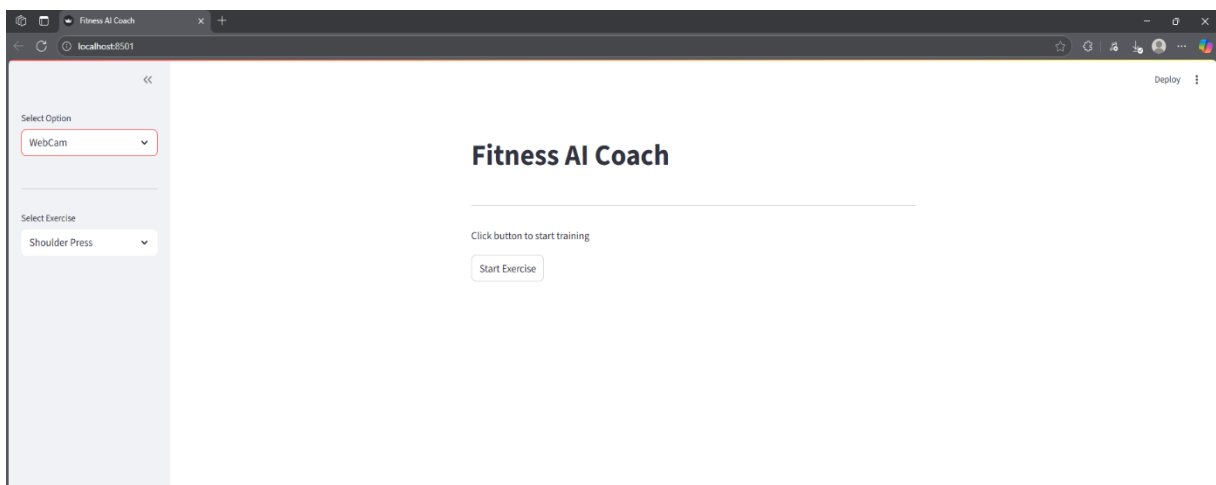 Fitness AI Coach
localhost:8501
Deploy
Select Option
WebCam
Select Exercise
Shoulder Press
Fitness AI Coach
Click button to start training
Start Exercise